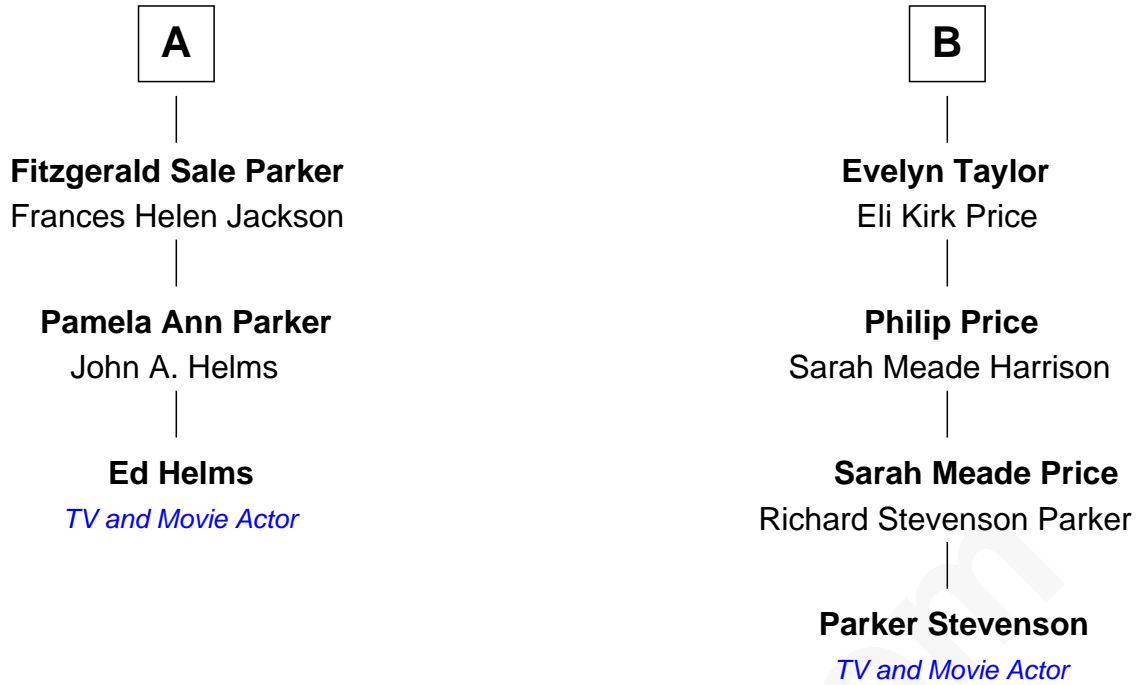 A
Fitzgerald Sale Parker
Frances Helen Jackson
Pamela Ann Parker
John A. Helms
Ed Helms
TV and Movie Actor
B
Evelyn Taylor
Eli Kirk Price
Philip Price
Sarah Meade Harrison
Sarah Meade Price
Richard Stevenson Parker
Parker Stevenson
TV and Movie Actor